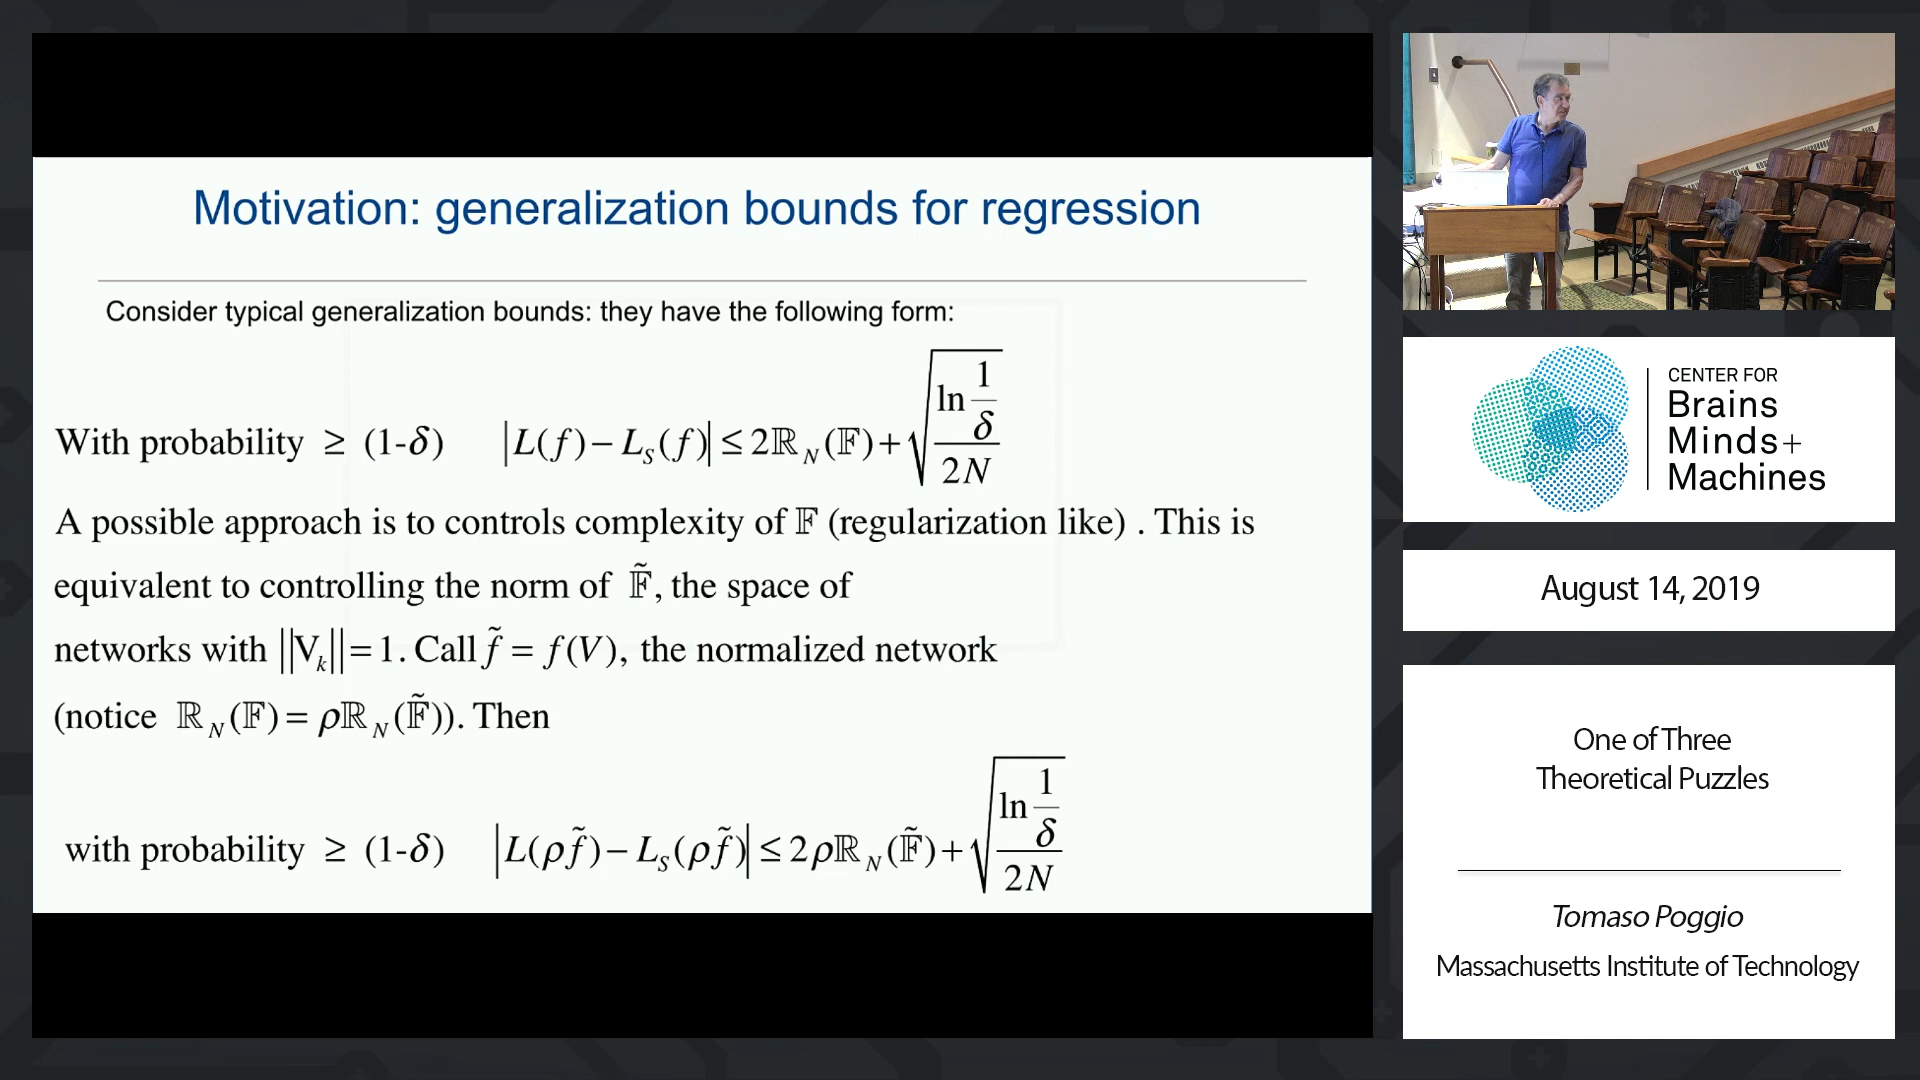 Motivation: generalization bounds for regression
Consider typical generalization bounds: they have the following form:
With probability ≥ (1-δ) |L(f) − L_S(f)| ≤ 2ℝ_N(𝔽) + √(ln(1/δ)/2N)
A possible approach is to controls complexity of 𝔽 (regularization like) . This is
equivalent to controlling the norm of 𝔽̃, the space of
networks with ||V_k|| = 1. Call f̃ = f(V), the normalized network
(notice ℝ_N(𝔽) = ρℝ_N(𝔽̃)). Then
with probability ≥ (1-δ) |L(ρf̃) − L_S(ρf̃)| ≤ 2ρℝ_N(𝔽̃) + √(ln(1/δ)/2N)
CENTER FOR
Brains
Minds+
Machines
August 14, 2019
One of Three
Theoretical Puzzles
Tomaso Poggio
Massachusetts Institute of Technology